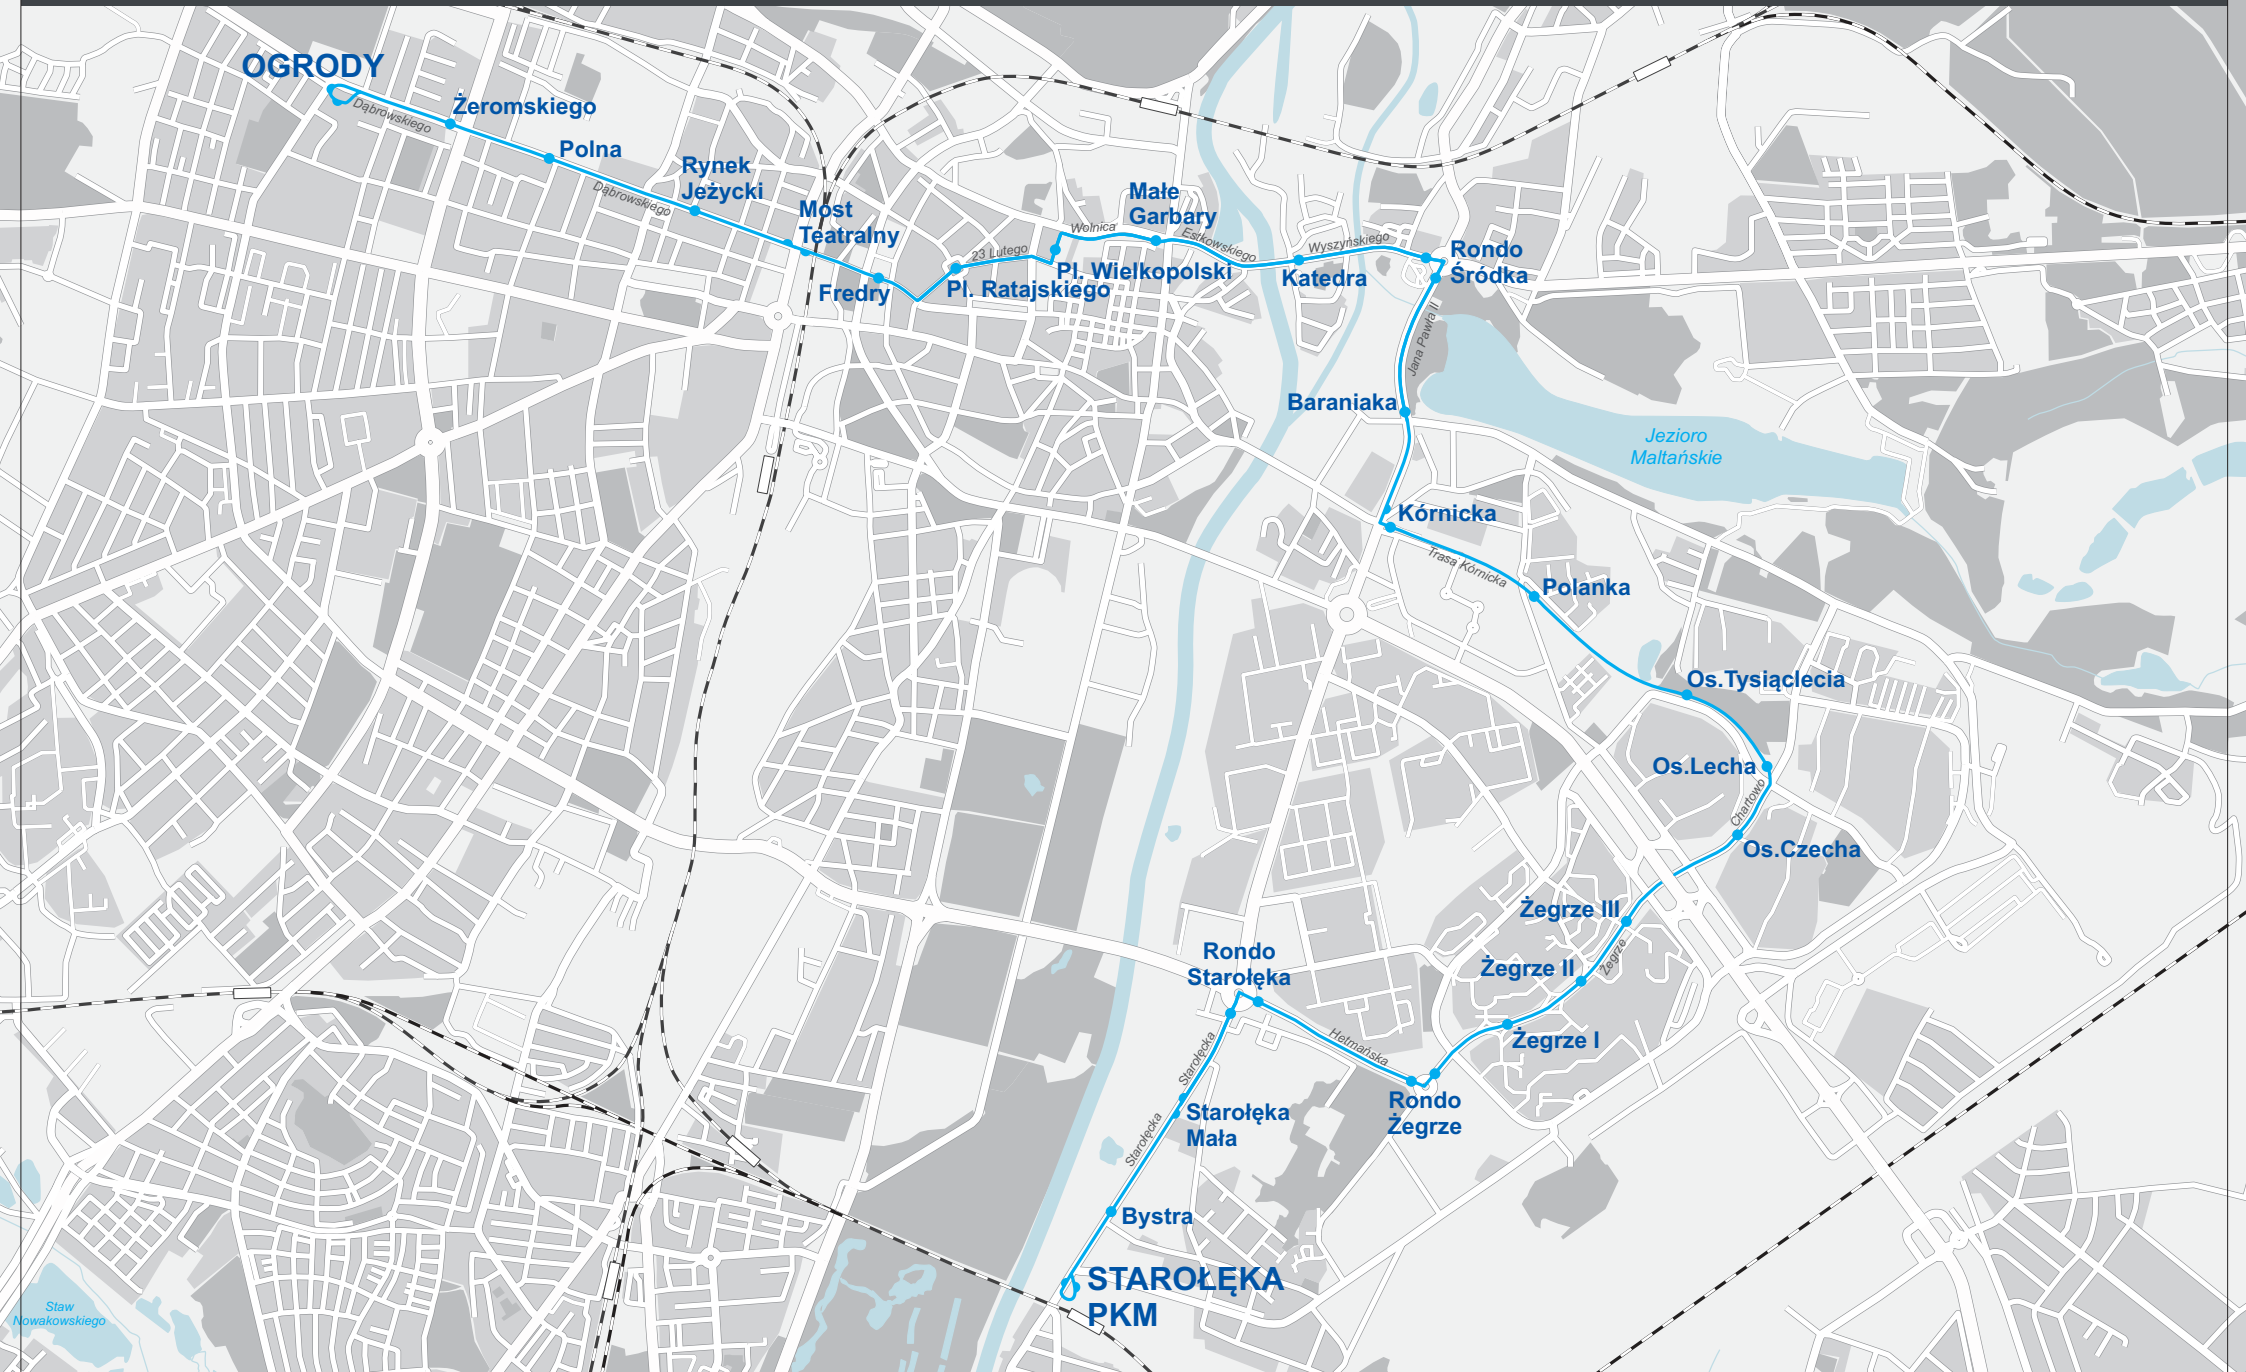 OGRODY
Dąbrowskiego
Żeromskiego
Polna
Dąbrowskiego
Rynek
Jeżycki
Most
Teatralny
Fredry
23 Lutego
Pl. Ratajskiego
Wolnica
Pl. Wielkopolski
Małe
Garbary
Estkowskiego
Katedra
Wyszyńskiego
Rondo
Śródka
Jana Pawła II
Baraniaka
Jezioro
Maltańskie
Kórnicka
Trasa Kórnicka
Polanka
Os.Tysiąclecia
Os.Lecha
Chartowo
Os.Czecha
Żegrze III
Żegrze
Żegrze II
Żegrze I
Rondo
Żegrze
Hetmańska
Rondo
Starołęka
Starołęcka
Starołęka
Mała
Starołęcka
Bystra
STAROŁĘKA
PKM
Staw
Nowakowskiego